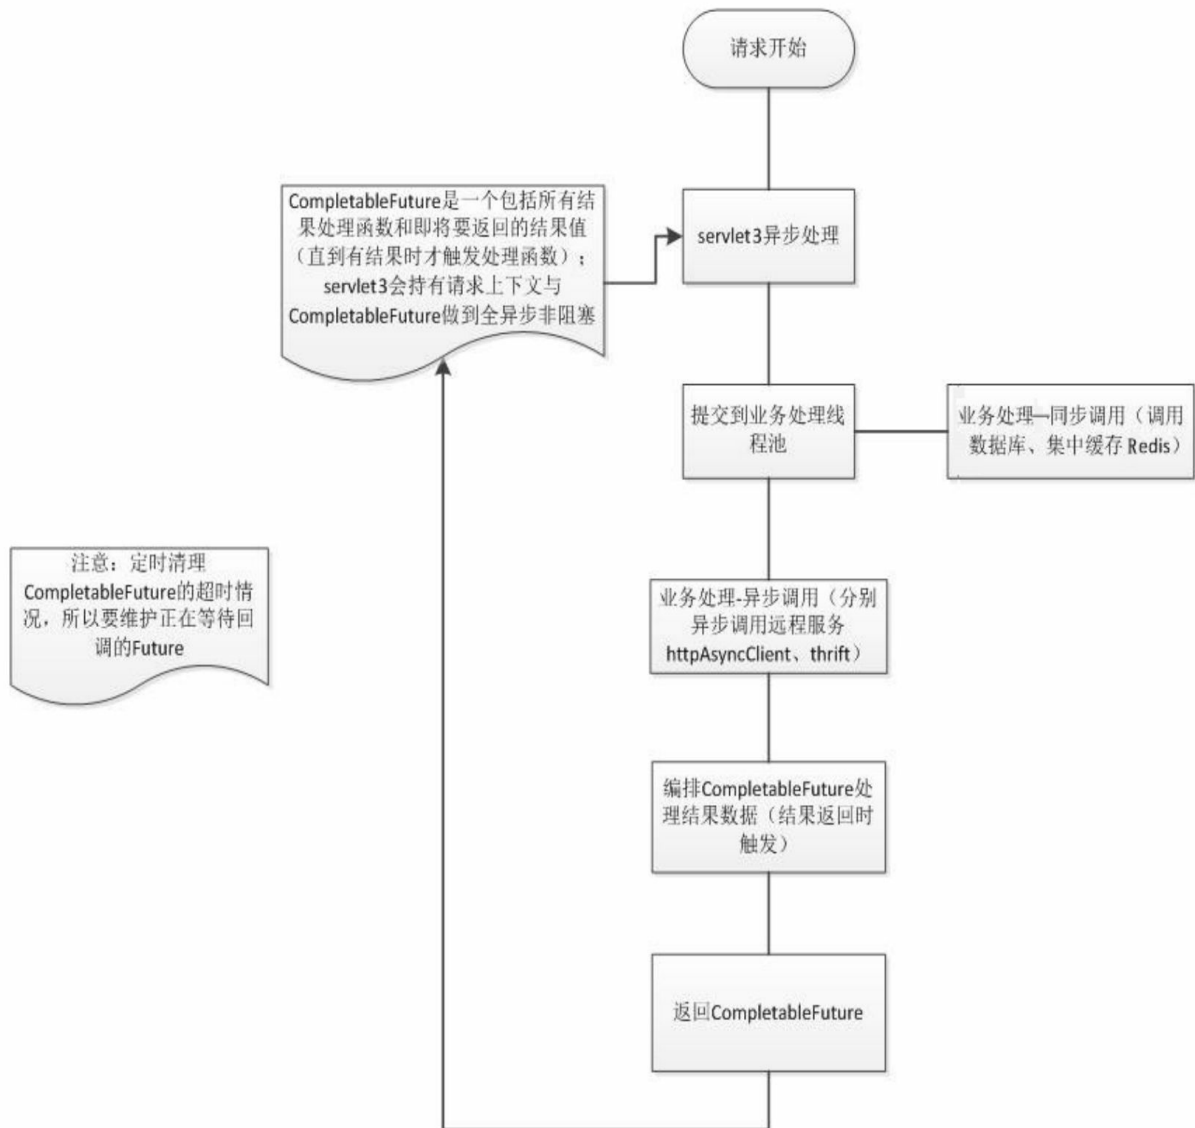 请求开始
CompletableFuture是一个包括所有结
果处理函数和即将要返回的结果值
（直到有结果时才触发处理函数）；
servlet3会持有请求上下文与
CompletableFuture做到全异步非阻塞
servlet3异步处理
提交到业务处理线
程池
业务处理—同步调用（调用
数据库、集中缓存 Redis）
注意：定时清理
CompletableFuture的超时情
况，所以要维护正在等待回
调的Future
业务处理-异步调用（分别
异步调用远程服务
httpAsyncClient、thrift）
编排CompletableFuture处
理结果数据（结果返回时
触发）
返回CompletableFuture